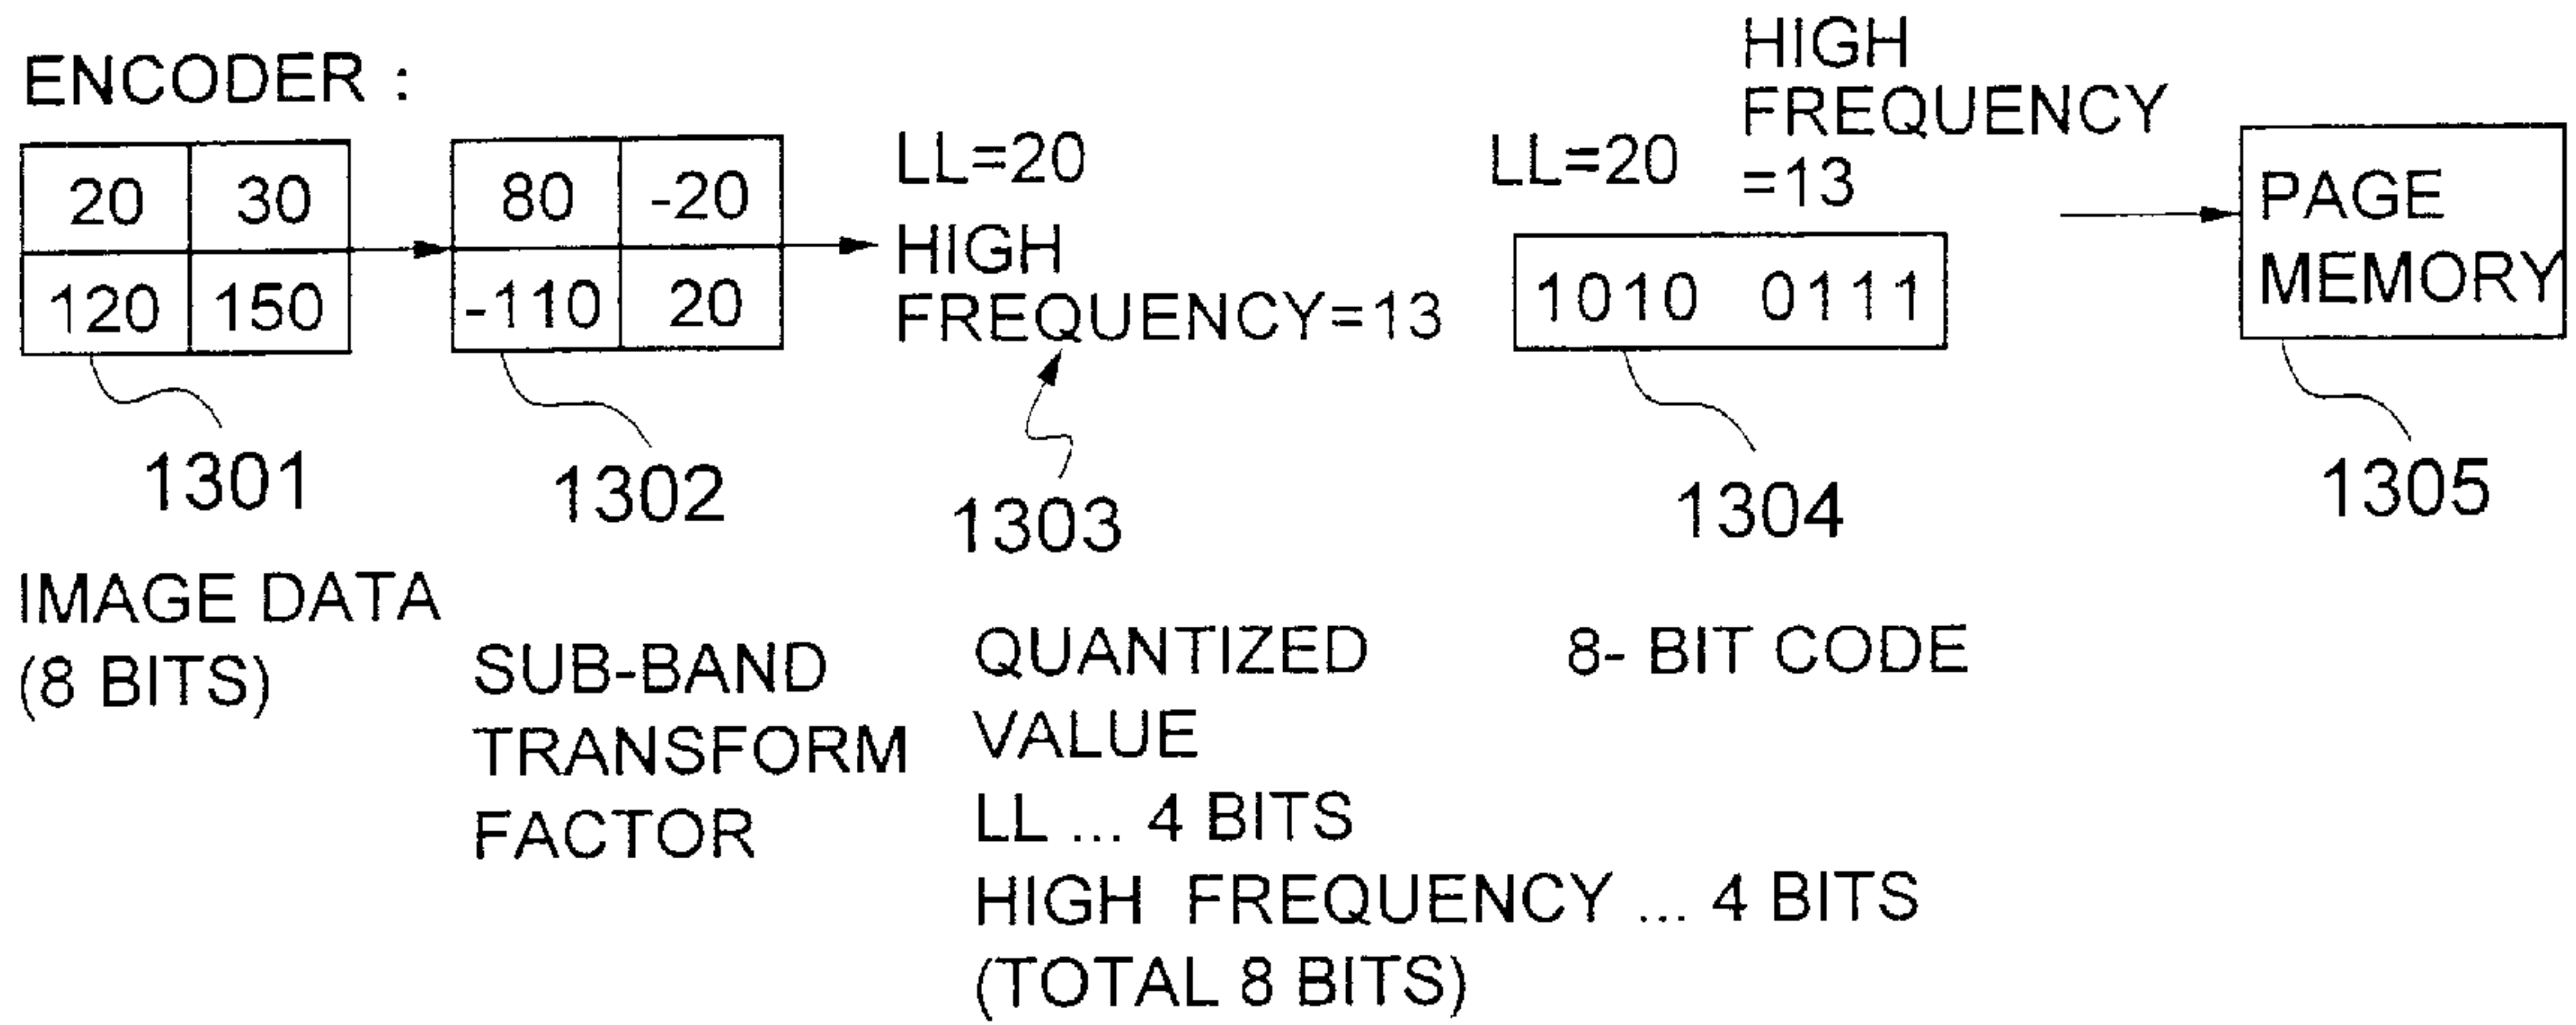 ENCODER :
20 30
120 150
80 -20
-110 20
LL=20
HIGH
FREQUENCY=13
LL=20
HIGH
FREQUENCY
=13
1010 0111
PAGE
MEMORY
1301
1302
1303
1304
1305
IMAGE DATA
(8 BITS)
SUB-BAND
TRANSFORM
FACTOR
QUANTIZED
VALUE
LL ... 4 BITS
HIGH FREQUENCY ... 4 BITS
(TOTAL 8 BITS)
8- BIT CODE